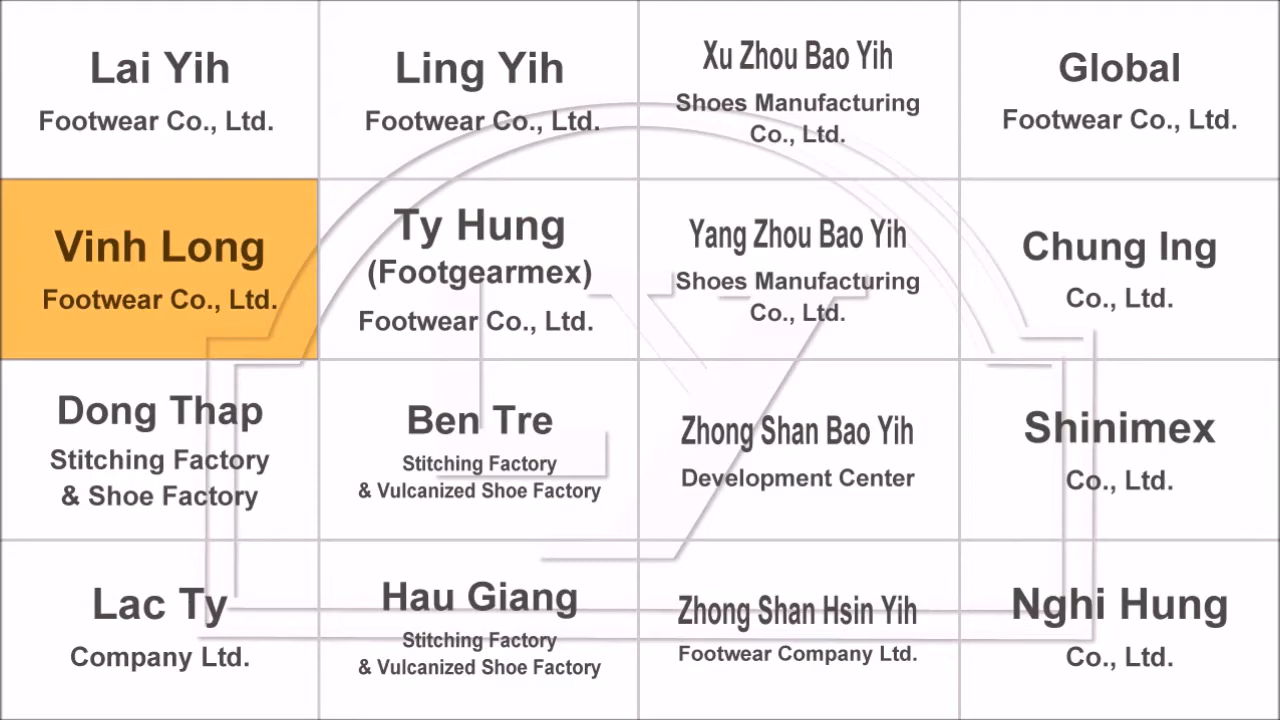 Lai Yih
Footwear Co., Ltd.
Ling Yih
Footwear Co., Ltd.
Xu Zhou Bao Yih
Shoes Manufacturing
Co., Ltd.
Global
Footwear Co., Ltd.
Vinh Long
Footwear Co., Ltd.
Ty Hung
(Footgearmex)
Footwear Co., Ltd.
Yang Zhou Bao Yih
Shoes Manufacturing
Co., Ltd.
Chung Ing
Co., Ltd.
Dong Thap
Stitching Factory
& Shoe Factory
Ben Tre
Stitching Factory
& Vulcanized Shoe Factory
Zhong Shan Bao Yih
Development Center
Shinimex
Co., Ltd.
Lac Ty
Company Ltd.
Hau Giang
Stitching Factory
& Vulcanized Shoe Factory
Zhong Shan Hsin Yih
Footwear Company Ltd.
Nghi Hung
Co., Ltd.